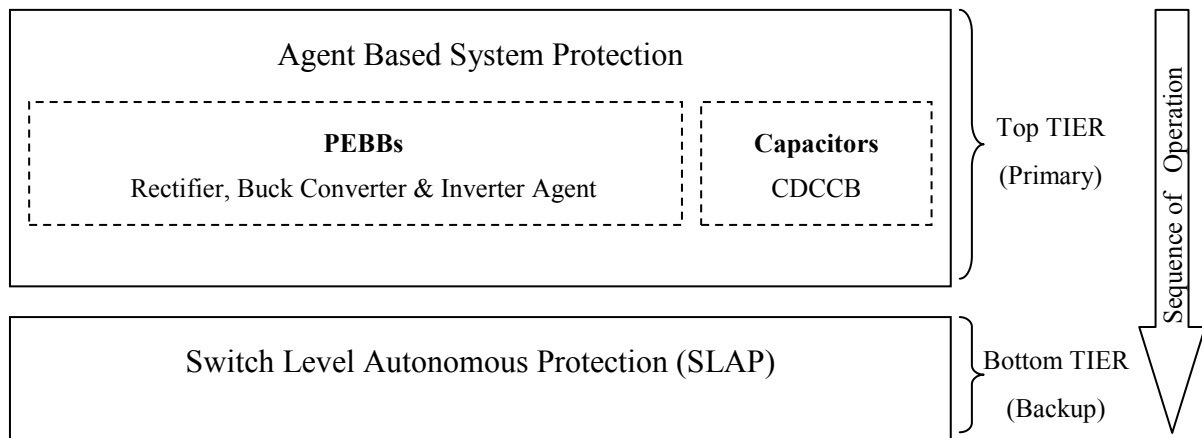 Agent Based System Protection
PEBBs
Rectifier, Buck Converter & Inverter Agent
Capacitors
CDCCB
Top TIER
(Primary)
Sequence of Operation
Switch Level Autonomous Protection (SLAP)
Bottom TIER
(Backup)